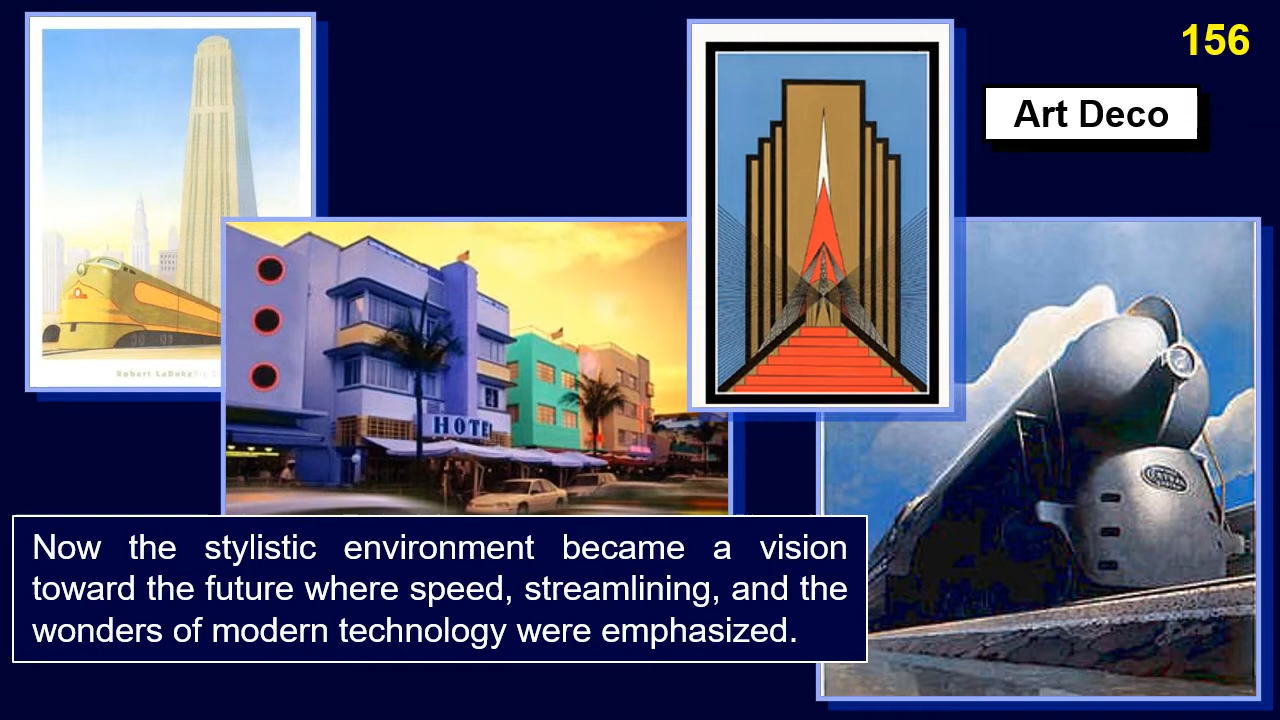 156
Art Deco
Robert LaDuke
HOTEL
Now the stylistic environment became a vision
toward the future where speed, streamlining, and the
wonders of modern technology were emphasized.